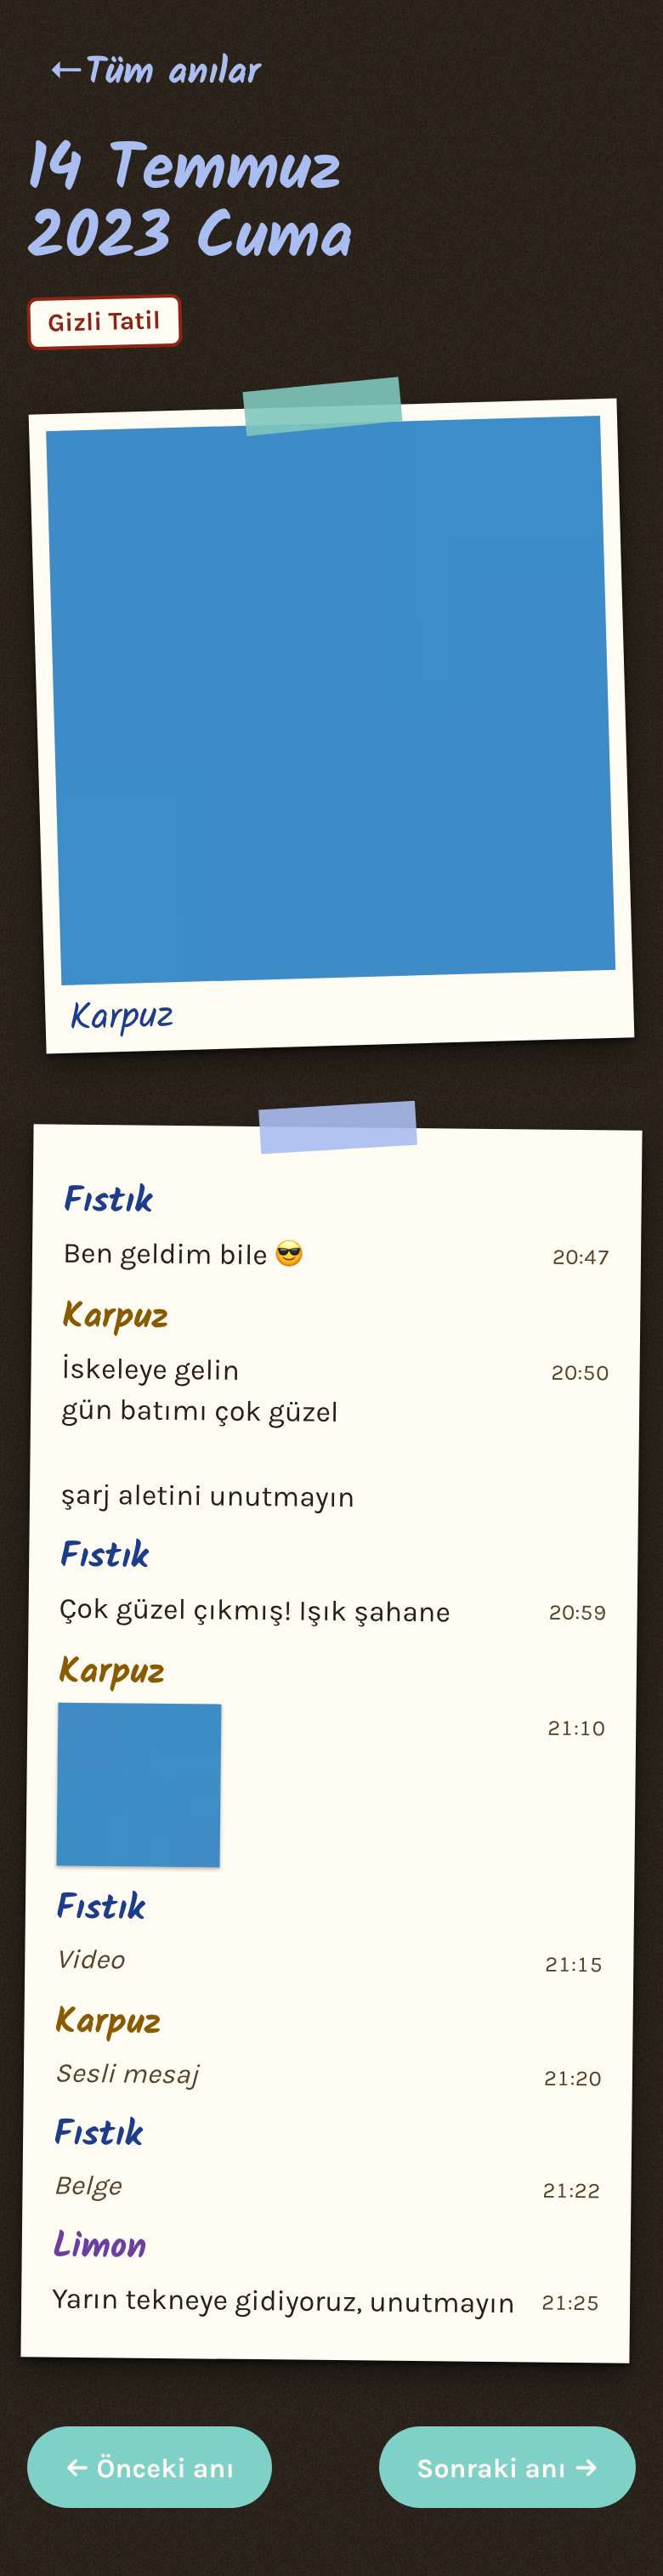 ←Tüm anılar
14 Temmuz
2023 Cuma
Gizli Tatil
Karpuz
Fıstık
Ben geldim bile 😎 20:47
Karpuz
İskeleye gelin 20:50
gün batımı çok güzel
şarj aletini unutmayın
Fıstık
Çok güzel çıkmış! Işık şahane 20:59
Karpuz
21:10
Fıstık
Video 21:15
Karpuz
Sesli mesaj 21:20
Fıstık
Belge 21:22
Limon
Yarın tekneye gidiyoruz, unutmayın 21:25
← Önceki anı
Sonraki anı →